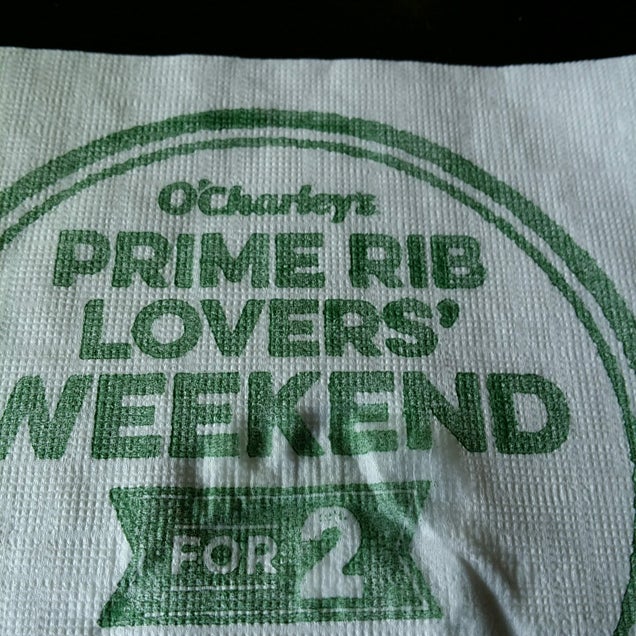 O'Charley's
PRIME RIB
LOVERS'
WEEKEND
FOR 2